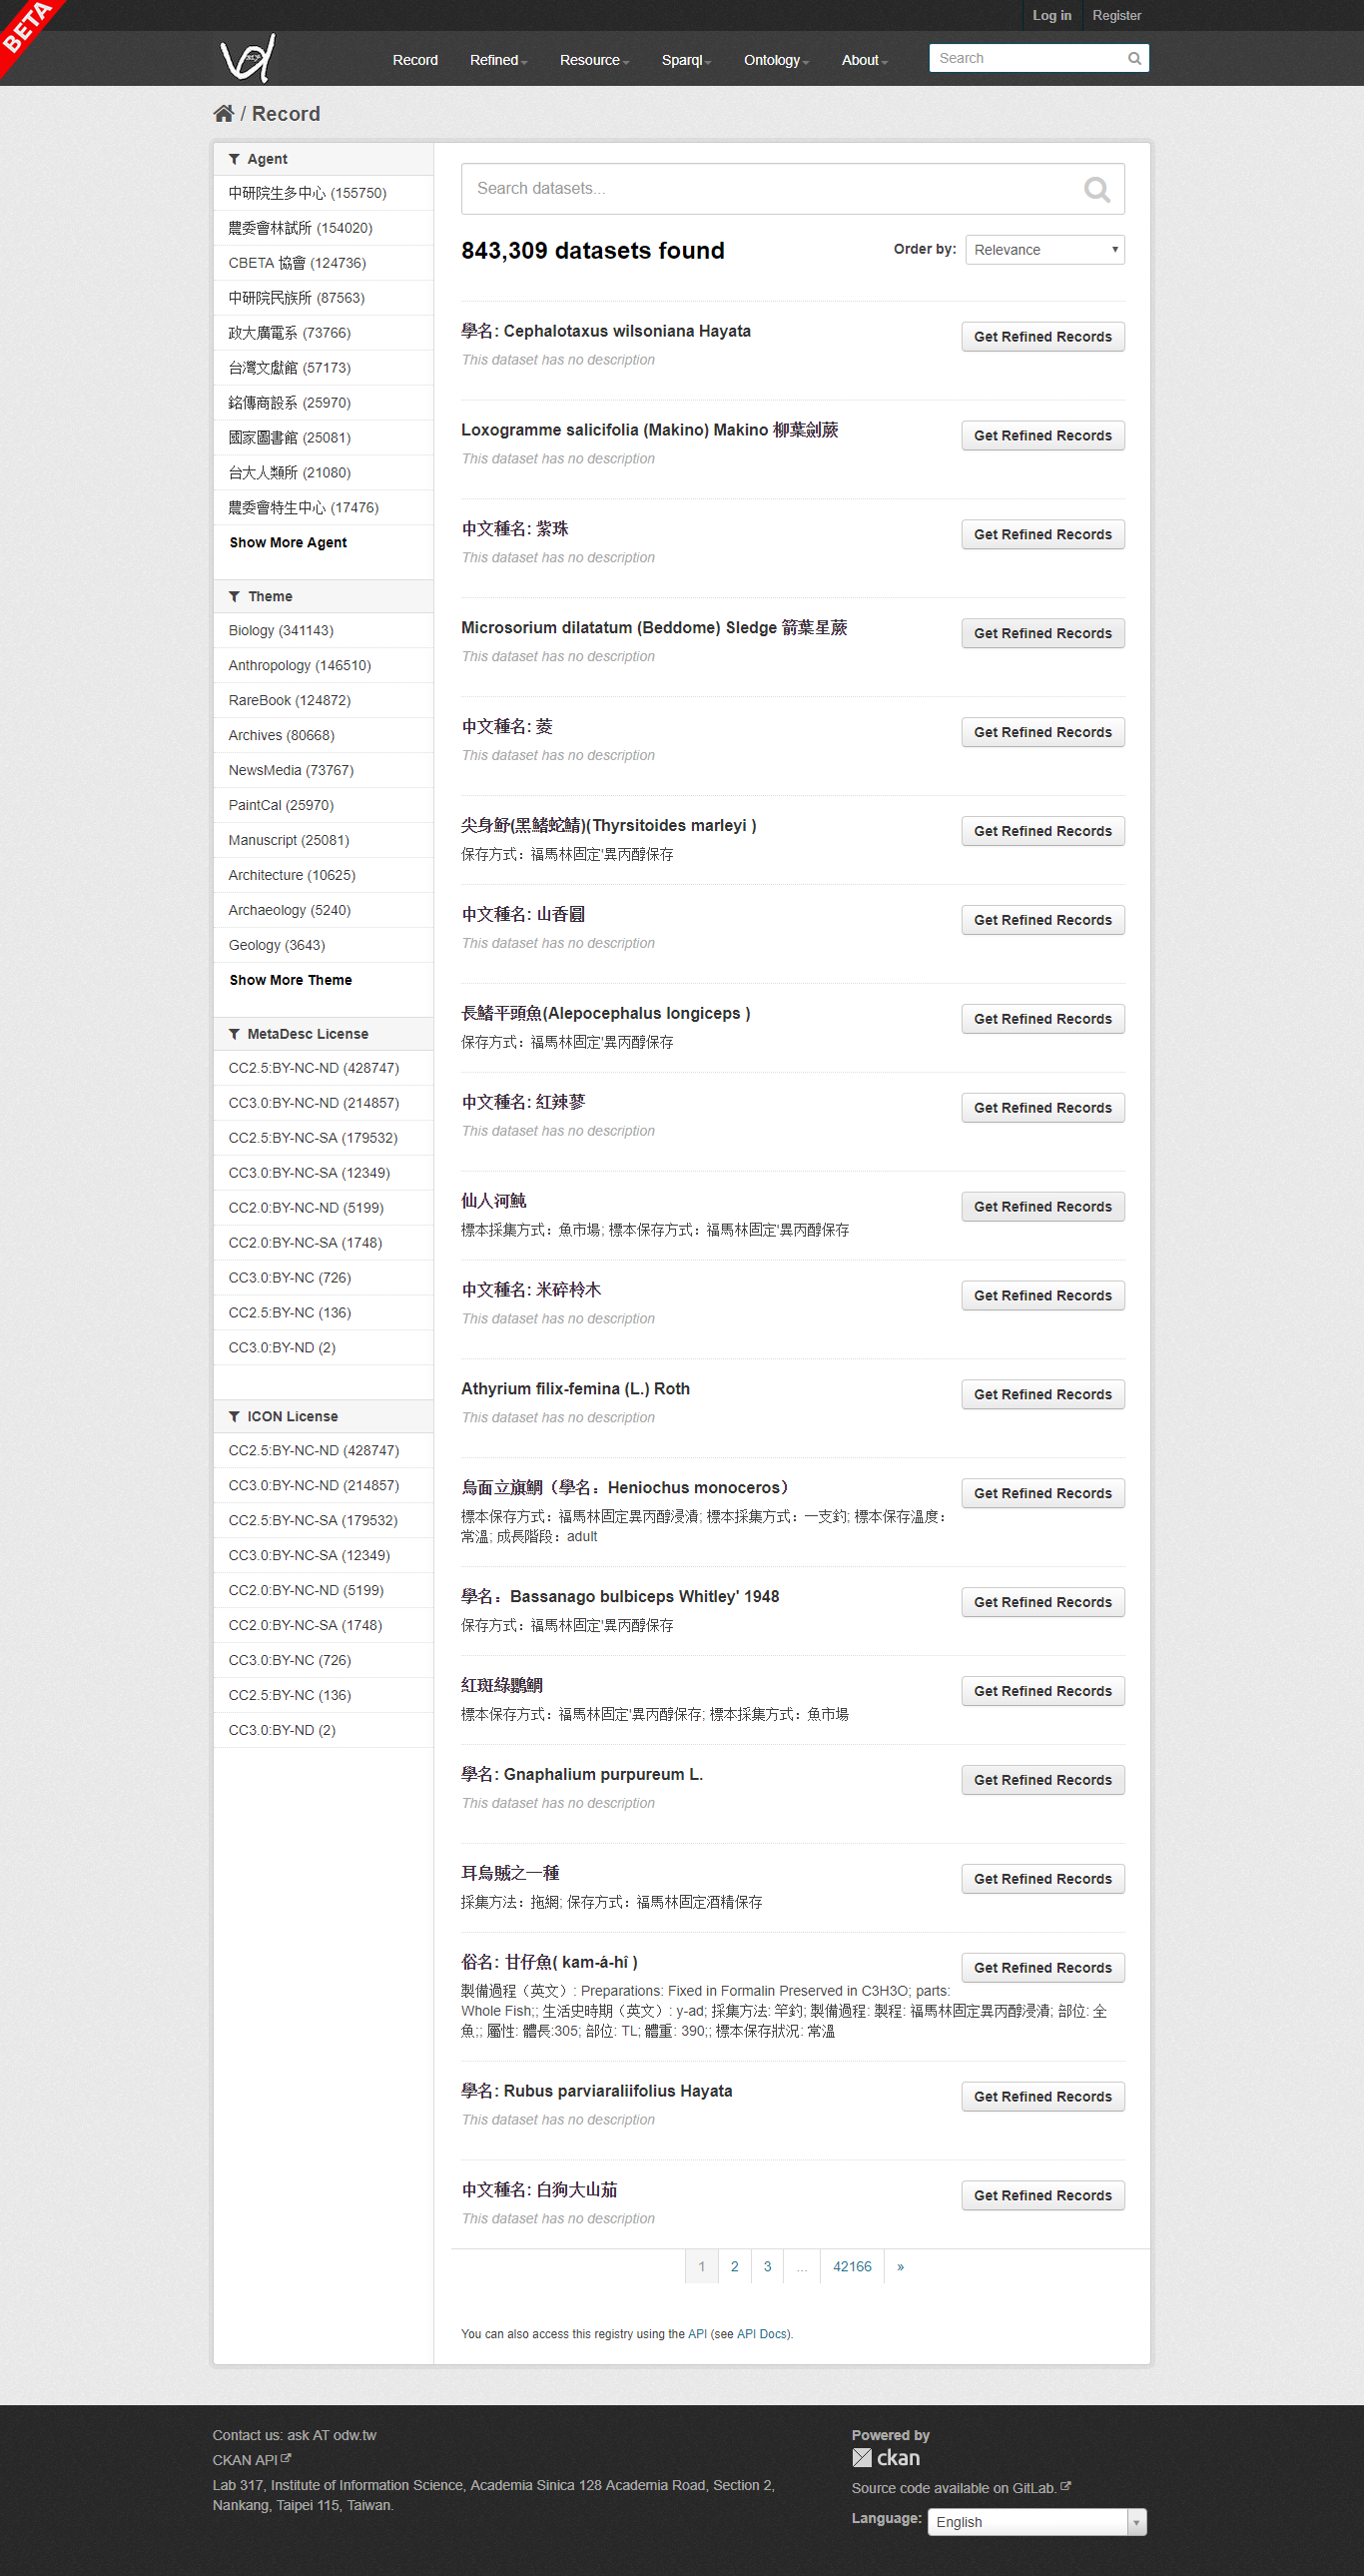 BETA
Log in
Register
Record
Refined
Resource
Sparql
Ontology
About
Search
/ Record
Agent
中研院生多中心 (155750)
農委會林試所 (154020)
CBETA 協會 (124736)
中研院民族所 (87563)
政大廣電系 (73766)
台灣文獻館 (57173)
銘傳商設系 (25970)
國家圖書館 (25081)
台大人類所 (21080)
農委會特生中心 (17476)
Show More Agent
Theme
Biology (341143)
Anthropology (146510)
RareBook (124872)
Archives (80668)
NewsMedia (73767)
PaintCal (25970)
Manuscript (25081)
Architecture (10625)
Archaeology (5240)
Geology (3643)
Show More Theme
MetaDesc License
CC2.5:BY-NC-ND (428747)
CC3.0:BY-NC-ND (214857)
CC2.5:BY-NC-SA (179532)
CC3.0:BY-NC-SA (12349)
CC2.0:BY-NC-ND (5199)
CC2.0:BY-NC-SA (1748)
CC3.0:BY-NC (726)
CC2.5:BY-NC (136)
CC3.0:BY-ND (2)
ICON License
CC2.5:BY-NC-ND (428747)
CC3.0:BY-NC-ND (214857)
CC2.5:BY-NC-SA (179532)
CC3.0:BY-NC-SA (12349)
CC2.0:BY-NC-ND (5199)
CC2.0:BY-NC-SA (1748)
CC3.0:BY-NC (726)
CC2.5:BY-NC (136)
CC3.0:BY-ND (2)
Search datasets...
843,309 datasets found
Order by: Relevance
學名: Cephalotaxus wilsoniana Hayata
Get Refined Records
This dataset has no description
Loxogramme salicifolia (Makino) Makino 柳葉劍蕨
Get Refined Records
This dataset has no description
中文種名: 紫珠
Get Refined Records
This dataset has no description
Microsorium dilatatum (Beddome) Sledge 箭葉星蕨
Get Refined Records
This dataset has no description
中文種名: 菱
Get Refined Records
This dataset has no description
尖身魣(黑鰭蛇鯖)(Thyrsitoides marleyi )
Get Refined Records
保存方式：福馬林固定'異丙醇保存
中文種名: 山香圓
Get Refined Records
This dataset has no description
長鰭平頭魚(Alepocephalus longiceps )
Get Refined Records
保存方式：福馬林固定'異丙醇保存
中文種名: 紅辣蓼
Get Refined Records
This dataset has no description
仙人河魨
Get Refined Records
標本採集方式：魚市場; 標本保存方式：福馬林固定'異丙醇保存
中文種名: 米碎柃木
Get Refined Records
This dataset has no description
Athyrium filix-femina (L.) Roth
Get Refined Records
This dataset has no description
烏面立旗鯛（學名：Heniochus monoceros）
Get Refined Records
標本保存方式：福馬林固定異丙醇浸漬; 標本採集方式：一支釣; 標本保存溫度：
常溫; 成長階段：adult
學名：Bassanago bulbiceps Whitley' 1948
Get Refined Records
保存方式：福馬林固定'異丙醇保存
紅斑綠鸚鯛
Get Refined Records
標本保存方式：福馬林固定'異丙醇保存; 標本採集方式：魚市場
學名: Gnaphalium purpureum L.
Get Refined Records
This dataset has no description
耳烏賊之一種
Get Refined Records
採集方法：拖網; 保存方式：福馬林固定酒精保存
俗名: 甘仔魚( kam-á-hî )
Get Refined Records
製備過程（英文）: Preparations: Fixed in Formalin Preserved in C3H3O; parts:
Whole Fish;; 生活史時期（英文）: y-ad; 採集方法: 竿釣; 製備過程: 製程: 福馬林固定異丙醇浸漬; 部位: 全
魚;; 屬性: 體長:305; 部位: TL; 體重: 390;; 標本保存狀況: 常溫
學名: Rubus parviaraliifolius Hayata
Get Refined Records
This dataset has no description
中文種名: 白狗大山茄
Get Refined Records
This dataset has no description
1 2 3 ... 42166 »
You can also access this registry using the API (see API Docs).
Contact us: ask AT odw.tw
CKAN API
Lab 317, Institute of Information Science, Academia Sinica 128 Academia Road, Section 2,
Nankang, Taipei 115, Taiwan.
Powered by
ckan
Source code available on GitLab.
Language: English